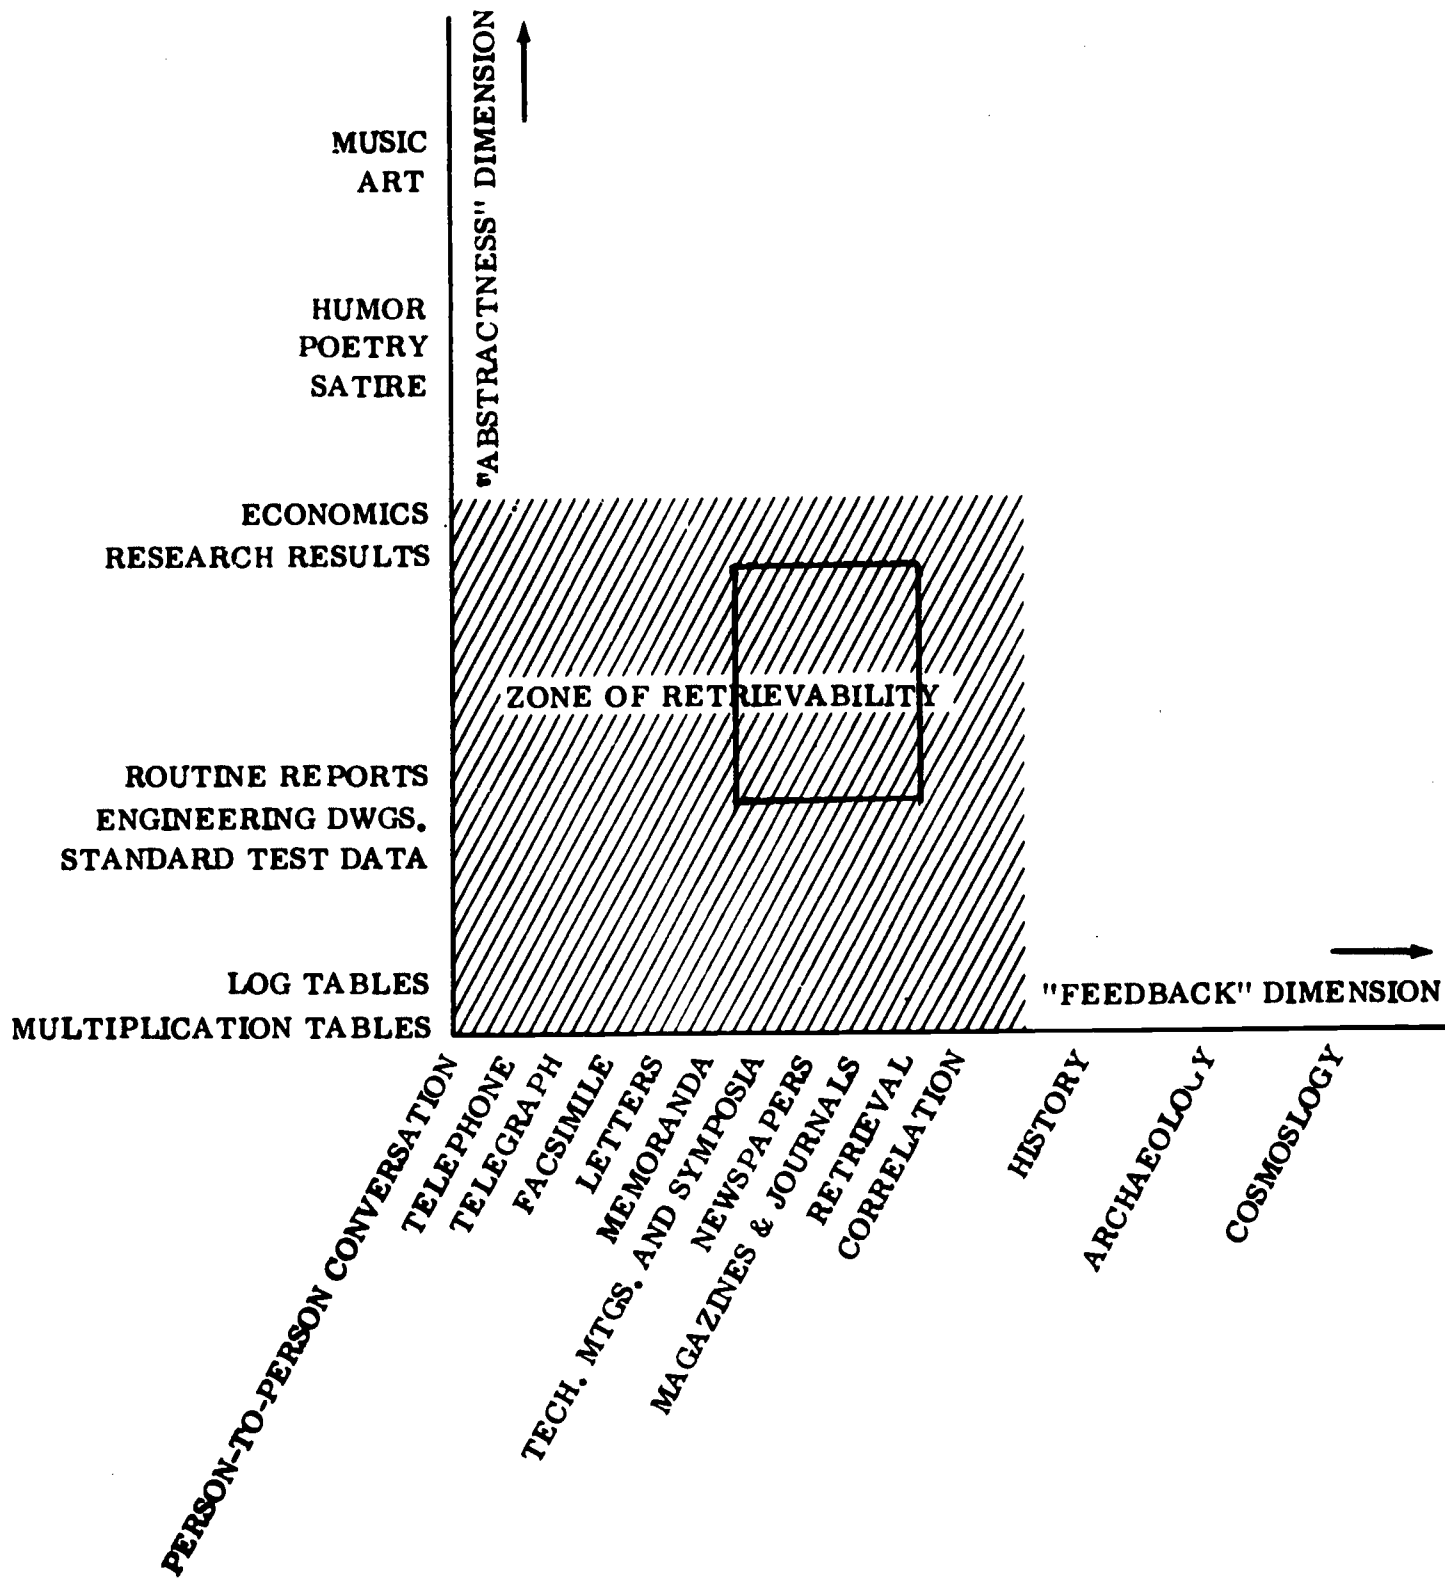 "ABSTRACTNESS" DIMENSION
MUSIC
ART
HUMOR
POETRY
SATIRE
ECONOMICS
RESEARCH RESULTS
ZONE OF RETRIEVABILITY
ROUTINE REPORTS
ENGINEERING DWGS.
STANDARD TEST DATA
LOG TABLES
MULTIPLICATION TABLES
"FEEDBACK" DIMENSION
PERSON-TO-PERSON CONVERSATION
TELEPHONE
TELEGRAPH
FACSIMILE
LETTERS
MEMORANDA
TECH. MTGS. AND SYMPOSIA
NEWSPAPERS
MAGAZINES & JOURNALS
RETRIEVAL
CORRELATION
HISTORY
ARCHAEOLOGY
COSMOSLOGY